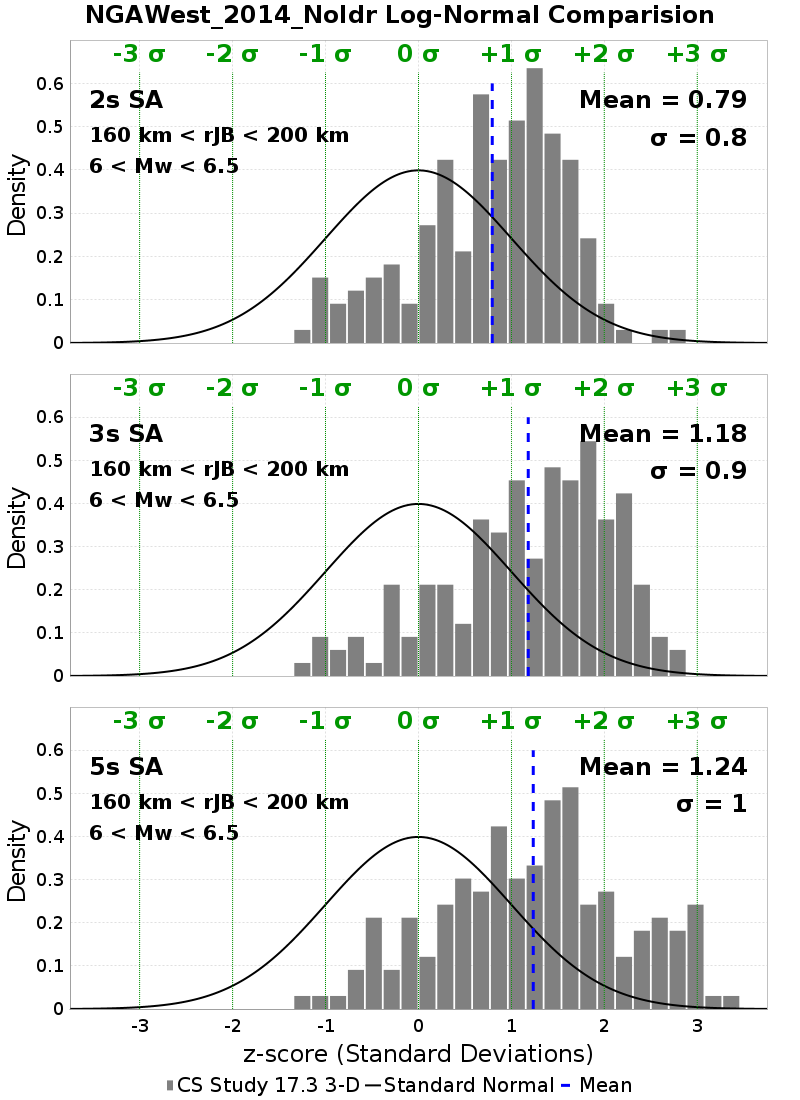 NGAWest_2014_NoIdr Log-Normal Comparision
-3 σ -2 σ -1 σ 0 σ +1 σ +2 σ +3 σ
2s SA
Mean = 0.79
160 km < rJB < 200 km
σ = 0.8
6 < Mw < 6.5
Density
0.6
0.5
0.4
0.3
0.2
0.1
0
-3 σ -2 σ -1 σ 0 σ +1 σ +2 σ +3 σ
3s SA
Mean = 1.18
160 km < rJB < 200 km
σ = 0.9
6 < Mw < 6.5
Density
0.6
0.5
0.4
0.3
0.2
0.1
0
-3 σ -2 σ -1 σ 0 σ +1 σ +2 σ +3 σ
5s SA
Mean = 1.24
160 km < rJB < 200 km
σ = 1
6 < Mw < 6.5
Density
0.6
0.5
0.4
0.3
0.2
0.1
0
-3 -2 -1 0 1 2 3
z-score (Standard Deviations)
CS Study 17.3 3-D Standard Normal Mean